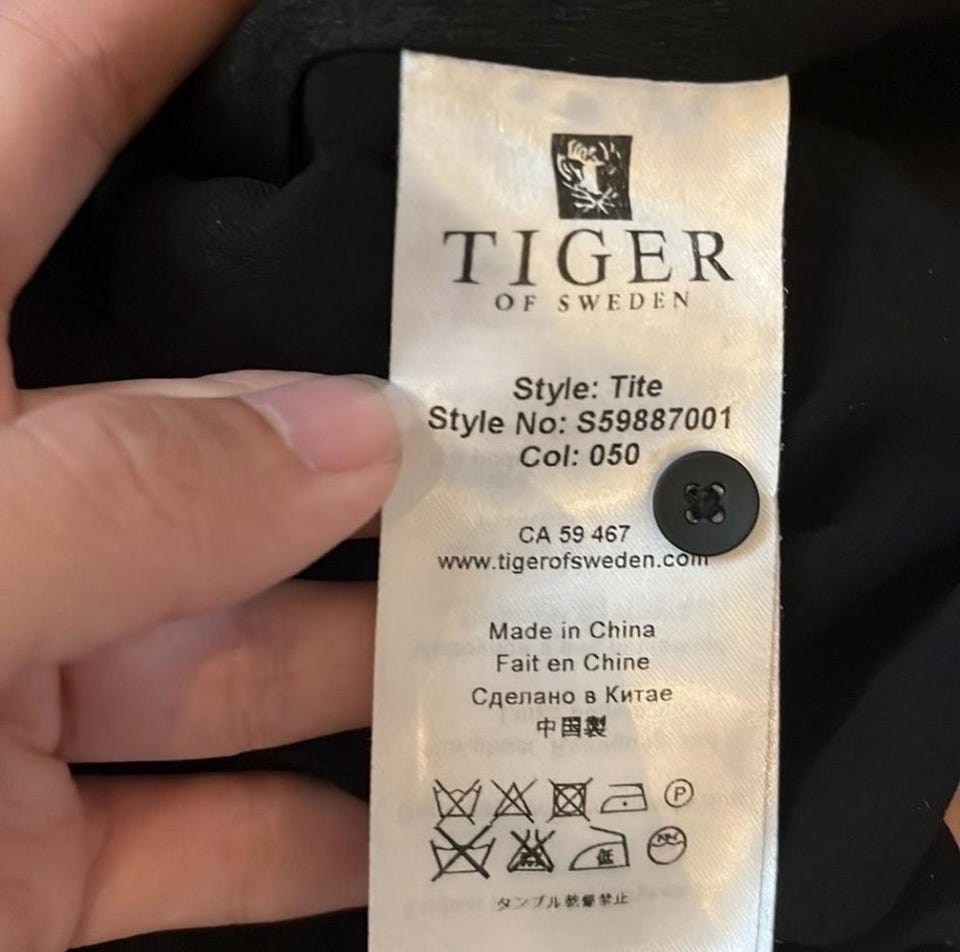 TIGER
OF SWEDEN
Style: Tite
Style No: S59887001
Col: 050
CA 59 467
www.tigerofsweden.com
Made in China
Fait en Chine
Сделано в Китае
中国製
P
低
タンブル乾燥禁止